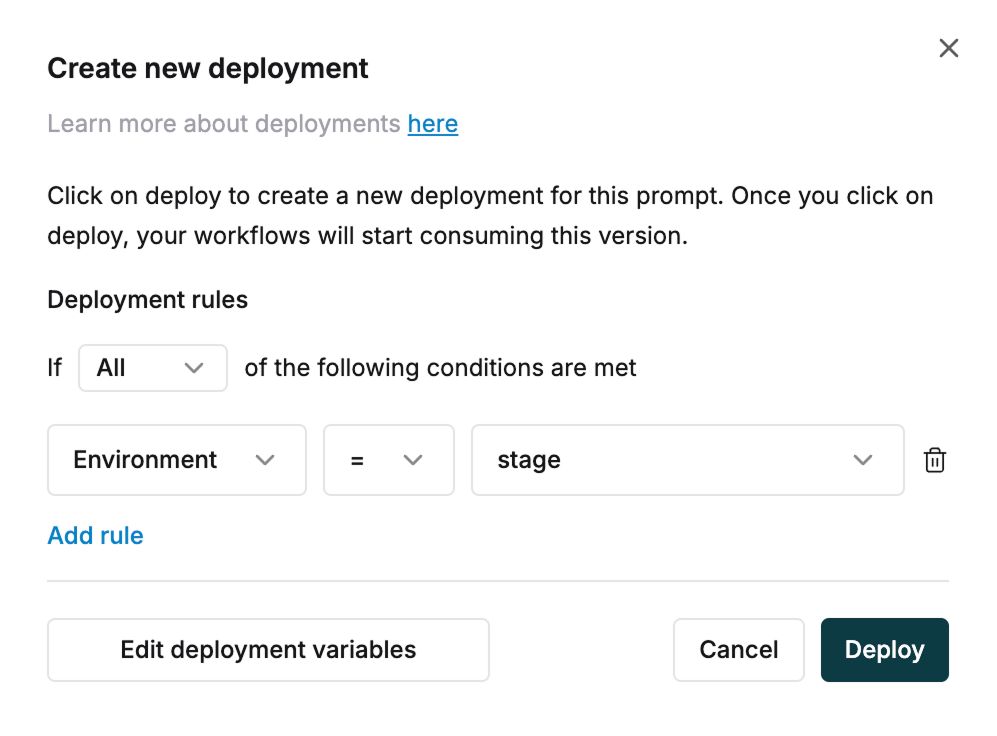 Create new deployment
Learn more about deployments here
Click on deploy to create a new deployment for this prompt. Once you click on
deploy, your workflows will start consuming this version.
Deployment rules
If All of the following conditions are met
Environment = stage
Add rule
Edit deployment variables Cancel Deploy